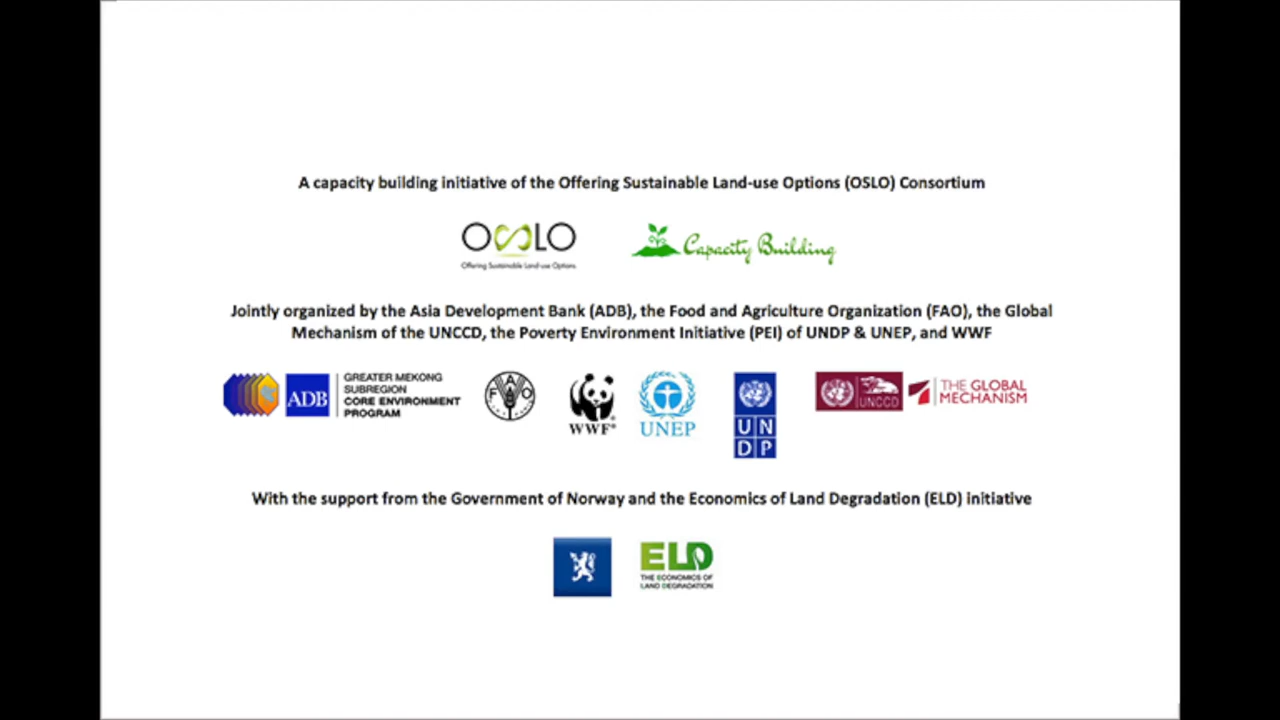 A capacity building initiative of the Offering Sustainable Land-use Options (OSLO) Consortium
OSLO
Offering Sustainable Land-use Options
Capacity Building
Jointly organized by the Asia Development Bank (ADB), the Food and Agriculture Organization (FAO), the Global
Mechanism of the UNCCD, the Poverty Environment Initiative (PEI) of UNDP & UNEP, and WWF
ADB
GREATER MEKONG
SUBREGION
CORE ENVIRONMENT
PROGRAM
FAO
WWF®
UNEP
UN
DP
UNCCD
THE GLOBAL
MECHANISM
With the support from the Government of Norway and the Economics of Land Degradation (ELD) initiative
ELD
THE ECONOMICS OF
LAND DEGRADATION